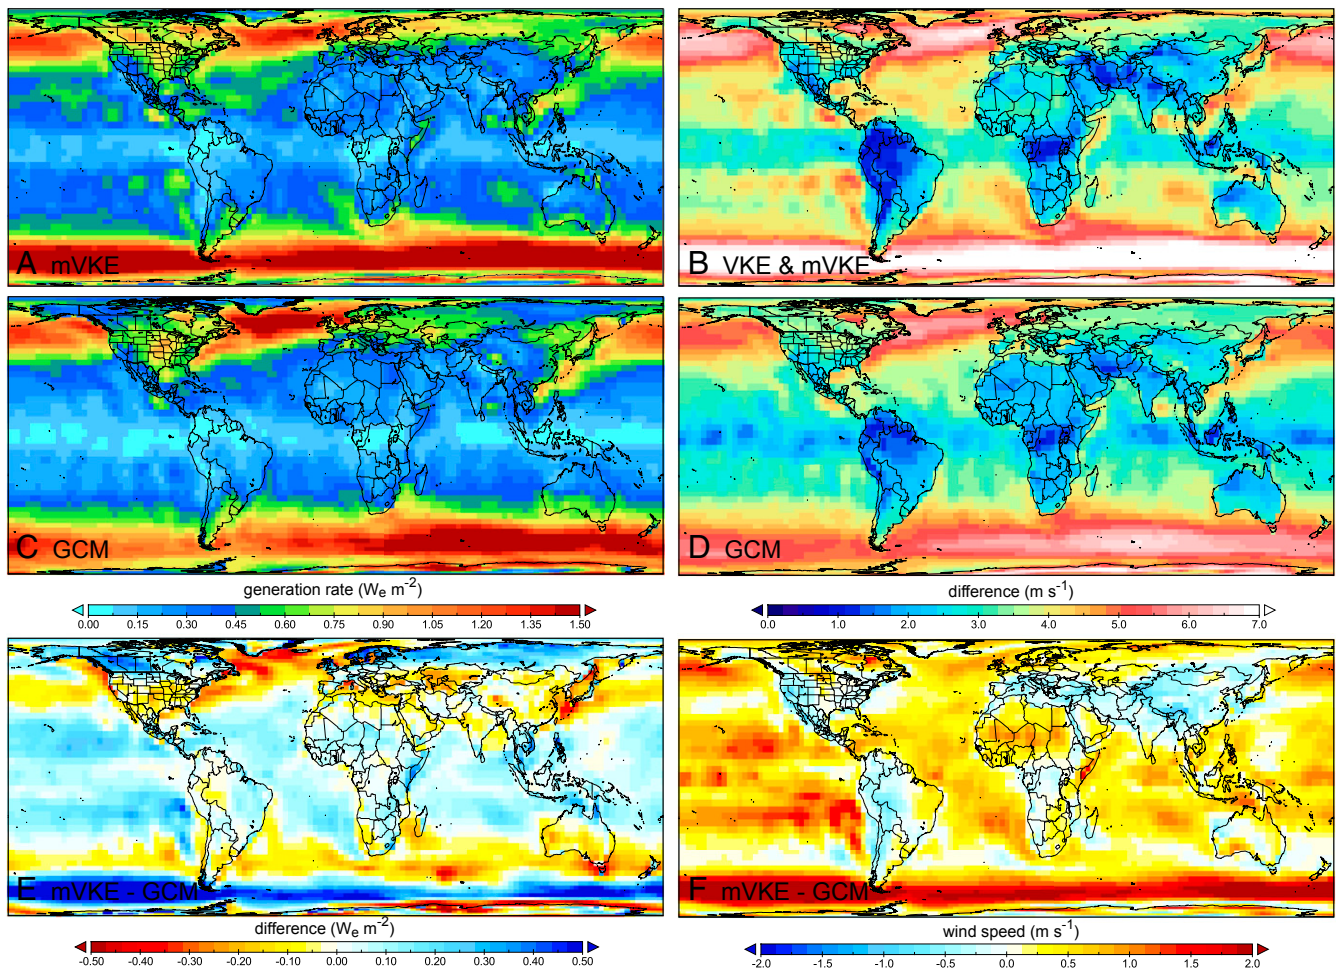 A mVKE
B VKE & mVKE
C GCM
D GCM
generation rate (We m-2)
0.00 0.15 0.30 0.45 0.60 0.75 0.90 1.05 1.20 1.35 1.50
difference (m s-1)
0.0 1.0 2.0 3.0 4.0 5.0 6.0 7.0
E mVKE - GCM
F mVKE - GCM
difference (We m-2)
-0.50 -0.40 -0.30 -0.20 -0.10 0.00 0.10 0.20 0.30 0.40 0.50
wind speed (m s-1)
-2.0 -1.5 -1.0 -0.5 0.0 0.5 1.0 1.5 2.0